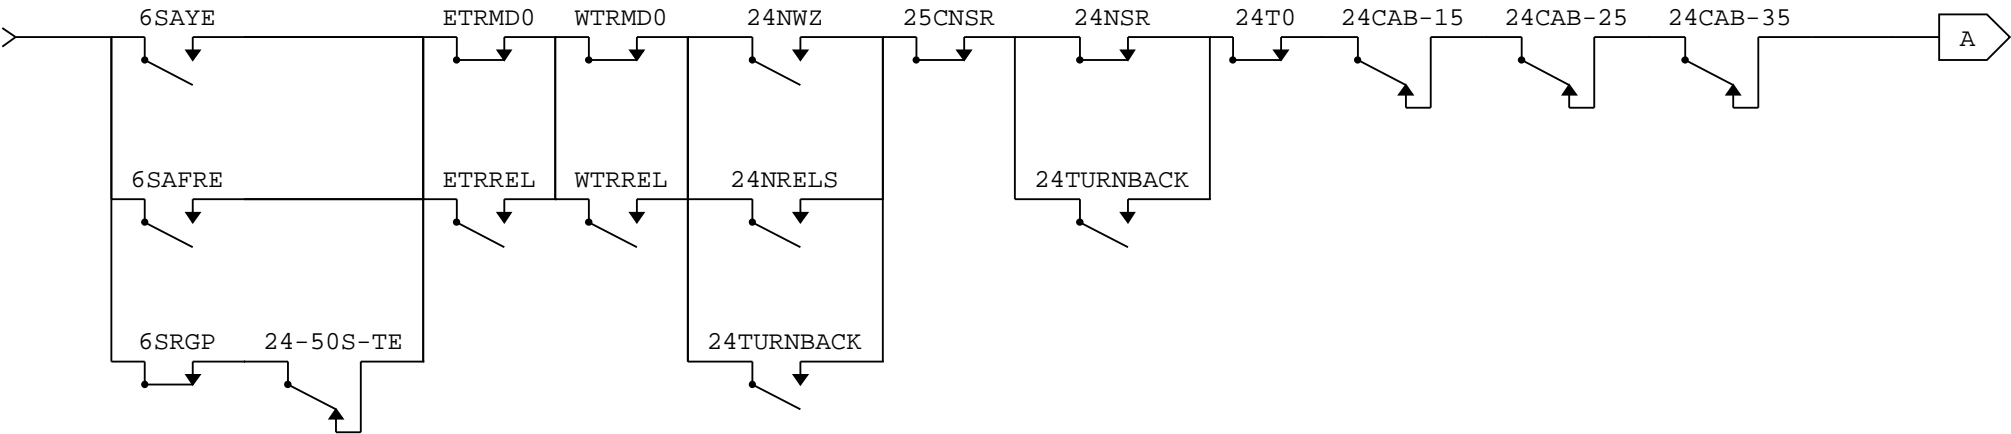 6SAYE ETRMD0 WTRMD0 24NWZ 25CNSR 24NSR 24T0 24CAB-15 24CAB-25 24CAB-35
A
6SAFRE ETRREL WTRREL 24NRELS 24TURNBACK
6SRGP 24-50S-TE 24TURNBACK